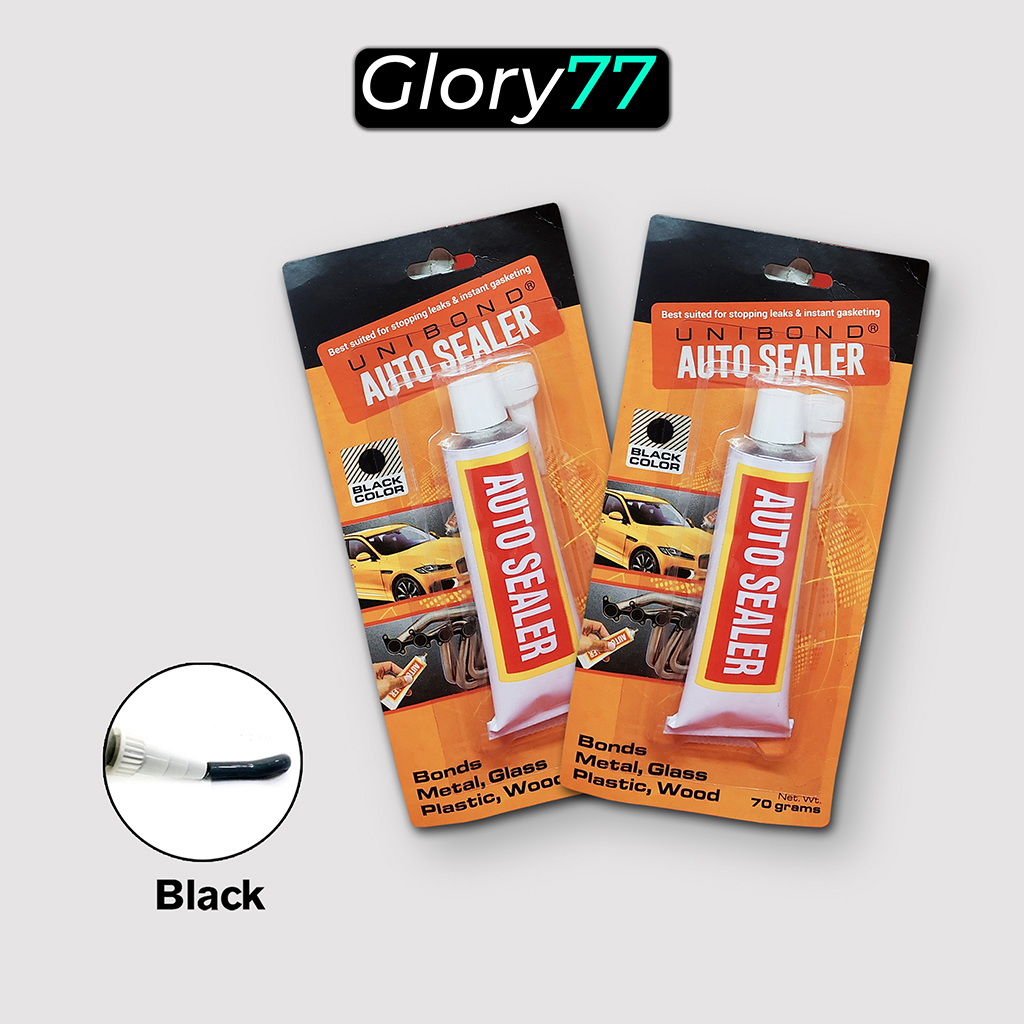 Glory77
Best suited for stopping leaks & instant gasketing
UNIBOND®
AUTO SEALER
BLACK
COLOR
AUTO SEALER
Bonds
Metal, Glass
Plastic, Wood
Best suited for stopping leaks & instant gasketing
UNIBOND®
AUTO SEALER
BLACK
COLOR
AUTO SEALER
Bonds
Metal, Glass
Plastic, Wood
Net. Wt.
70 grams
Black